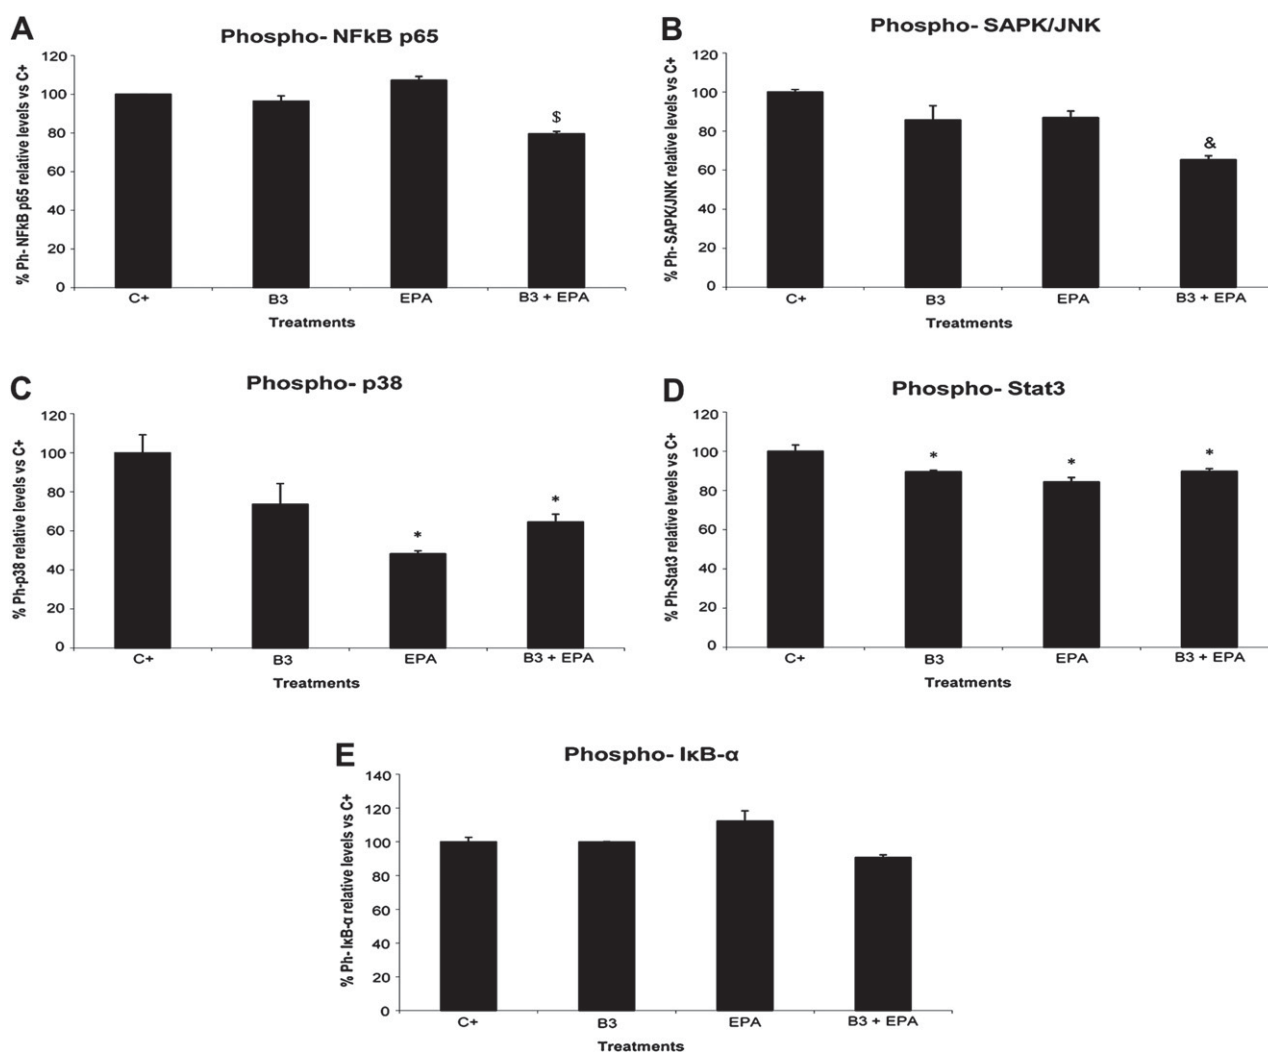 A
Phospho- NFkB p65
% Ph- NFkB p65 relative levels vs C+
120
100
80
60
40
20
0
$
C+ B3 EPA B3 + EPA
Treatments
B
Phospho- SAPK/JNK
% Ph- SAPK/JNK relative levels vs C+
120
100
80
60
40
20
0
&
C+ B3 EPA B3 + EPA
Treatments
C
Phospho- p38
% Ph-p38 relative levels vs C+
120
100
80
60
40
20
0
* *
C+ B3 EPA B3 + EPA
Treatments
D
Phospho- Stat3
% Ph-Stat3 relative levels vs C+
120
100
80
60
40
20
0
* * *
C+ B3 EPA B3 + EPA
Treatments
E
Phospho- IκB-α
% Ph- IκB-α relative levels vs C+
140
120
100
80
60
40
20
0
C+ B3 EPA B3 + EPA
Treatments